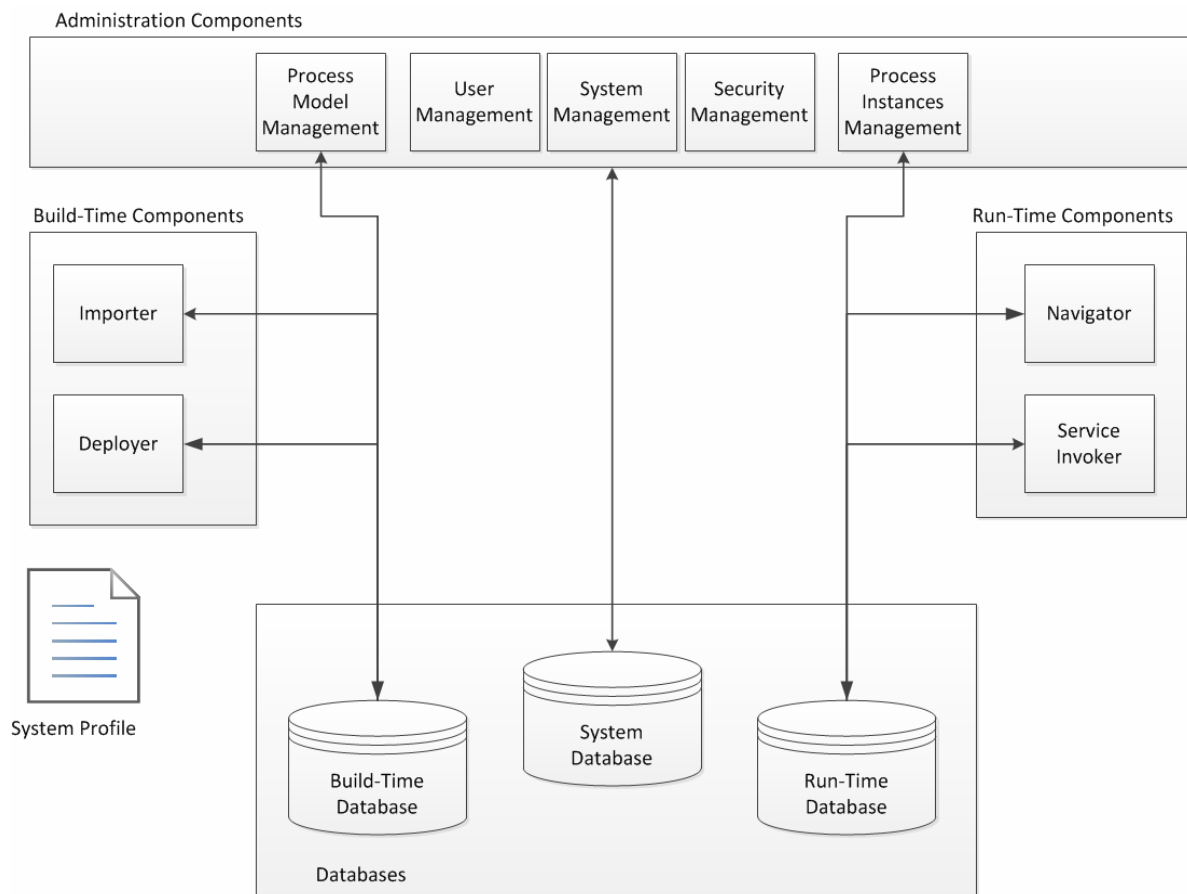 Administration Components
Process
Model
Management
User
Management
System
Management
Security
Management
Process
Instances
Management
Build-Time Components
Importer
Deployer
Run-Time Components
Navigator
Service
Invoker
System Profile
Build-Time
Database
System
Database
Run-Time
Database
Databases